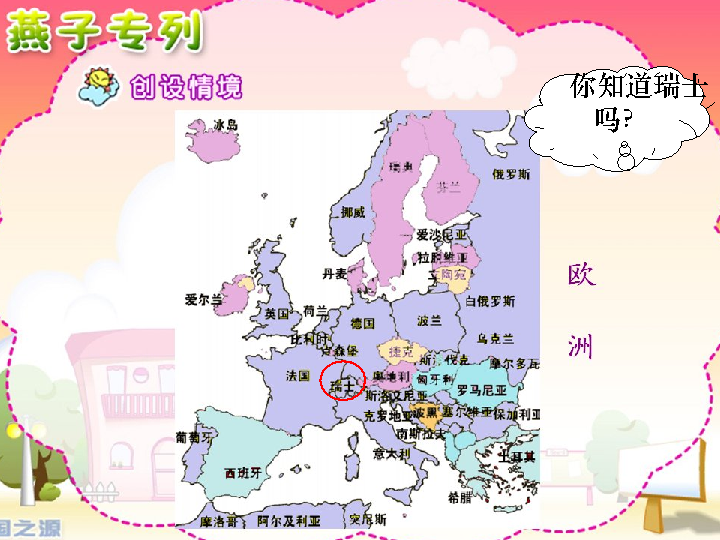 燕子专列
创设情境
你知道瑞士
吗?
冰岛
瑞典
芬兰
俄罗斯
挪威
爱沙尼亚
拉脱维亚
立陶宛
丹麦
爱尔兰
英国
荷兰
白俄罗斯
德国
波兰
比利时
乌克兰
卢森堡
捷克
斯洛伐克
摩尔多瓦
法国
瑞士
奥地利
匈牙利
罗马尼亚
斯洛文尼亚
克罗地亚
波黑
塞尔维亚
保加利亚
南斯拉夫
葡萄牙
西班牙
意大利
土耳其
希腊
摩洛哥
阿尔及利亚
突尼斯
欧
洲
国之源